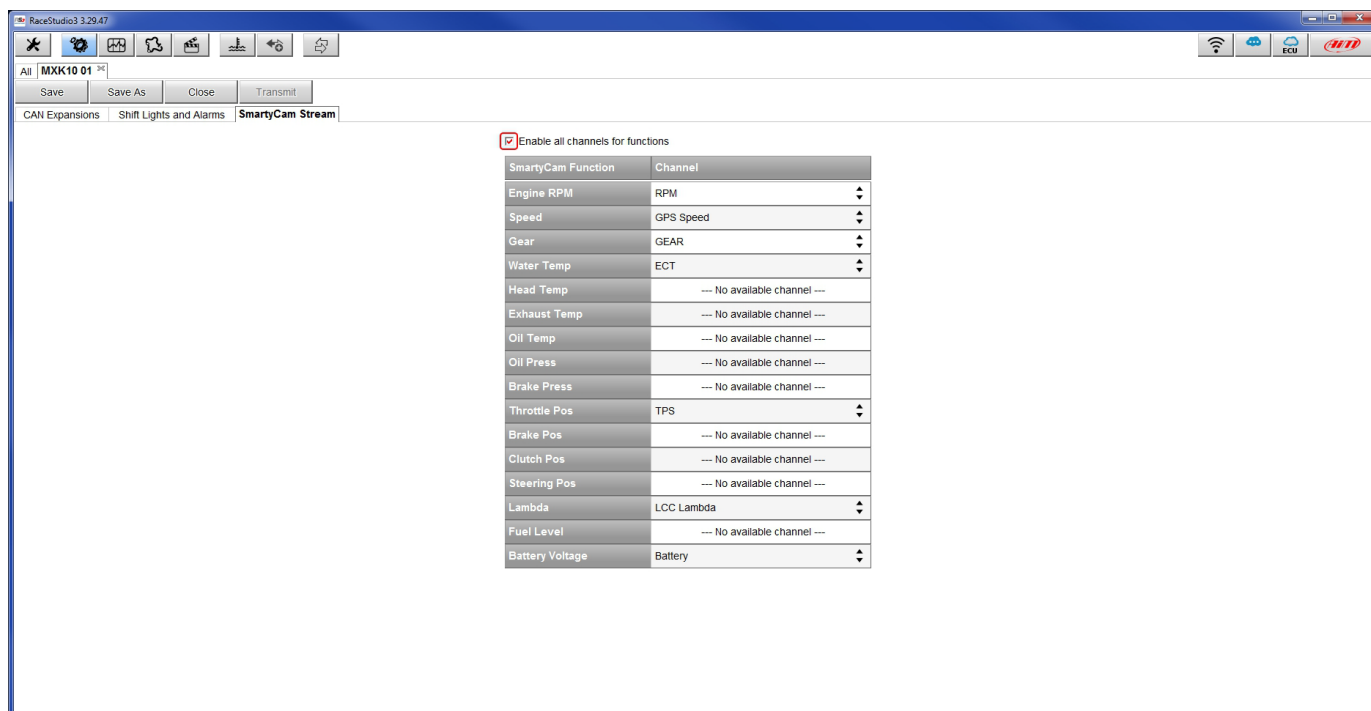 RaceStudio3 3.29.47
ECU
AiM
All MXK10 01
Save Save As Close Transmit
CAN Expansions Shift Lights and Alarms SmartyCam Stream
Enable all channels for functions
SmartyCam Function Channel
Engine RPM RPM
Speed GPS Speed
Gear GEAR
Water Temp ECT
Head Temp --- No available channel ---
Exhaust Temp --- No available channel ---
Oil Temp --- No available channel ---
Oil Press --- No available channel ---
Brake Press --- No available channel ---
Throttle Pos TPS
Brake Pos --- No available channel ---
Clutch Pos --- No available channel ---
Steering Pos --- No available channel ---
Lambda LCC Lambda
Fuel Level --- No available channel ---
Battery Voltage Battery